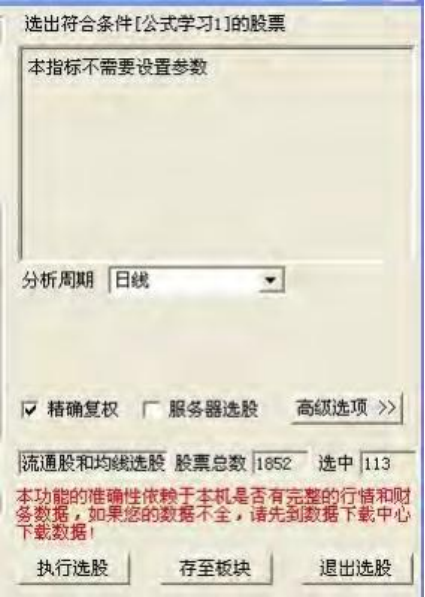 选出符合条件[公式学习1]的股票
本指标不需要设置参数
分析周期 日线
精确复权 服务器选股 高级选项 >>
流通股和均线选股 股票总数 1852 选中 113
本功能的准确性依赖于本机是否有完整的行情和财
务数据，如果您的数据不全，请先到数据下载中心
下载数据！
执行选股 存至板块 退出选股